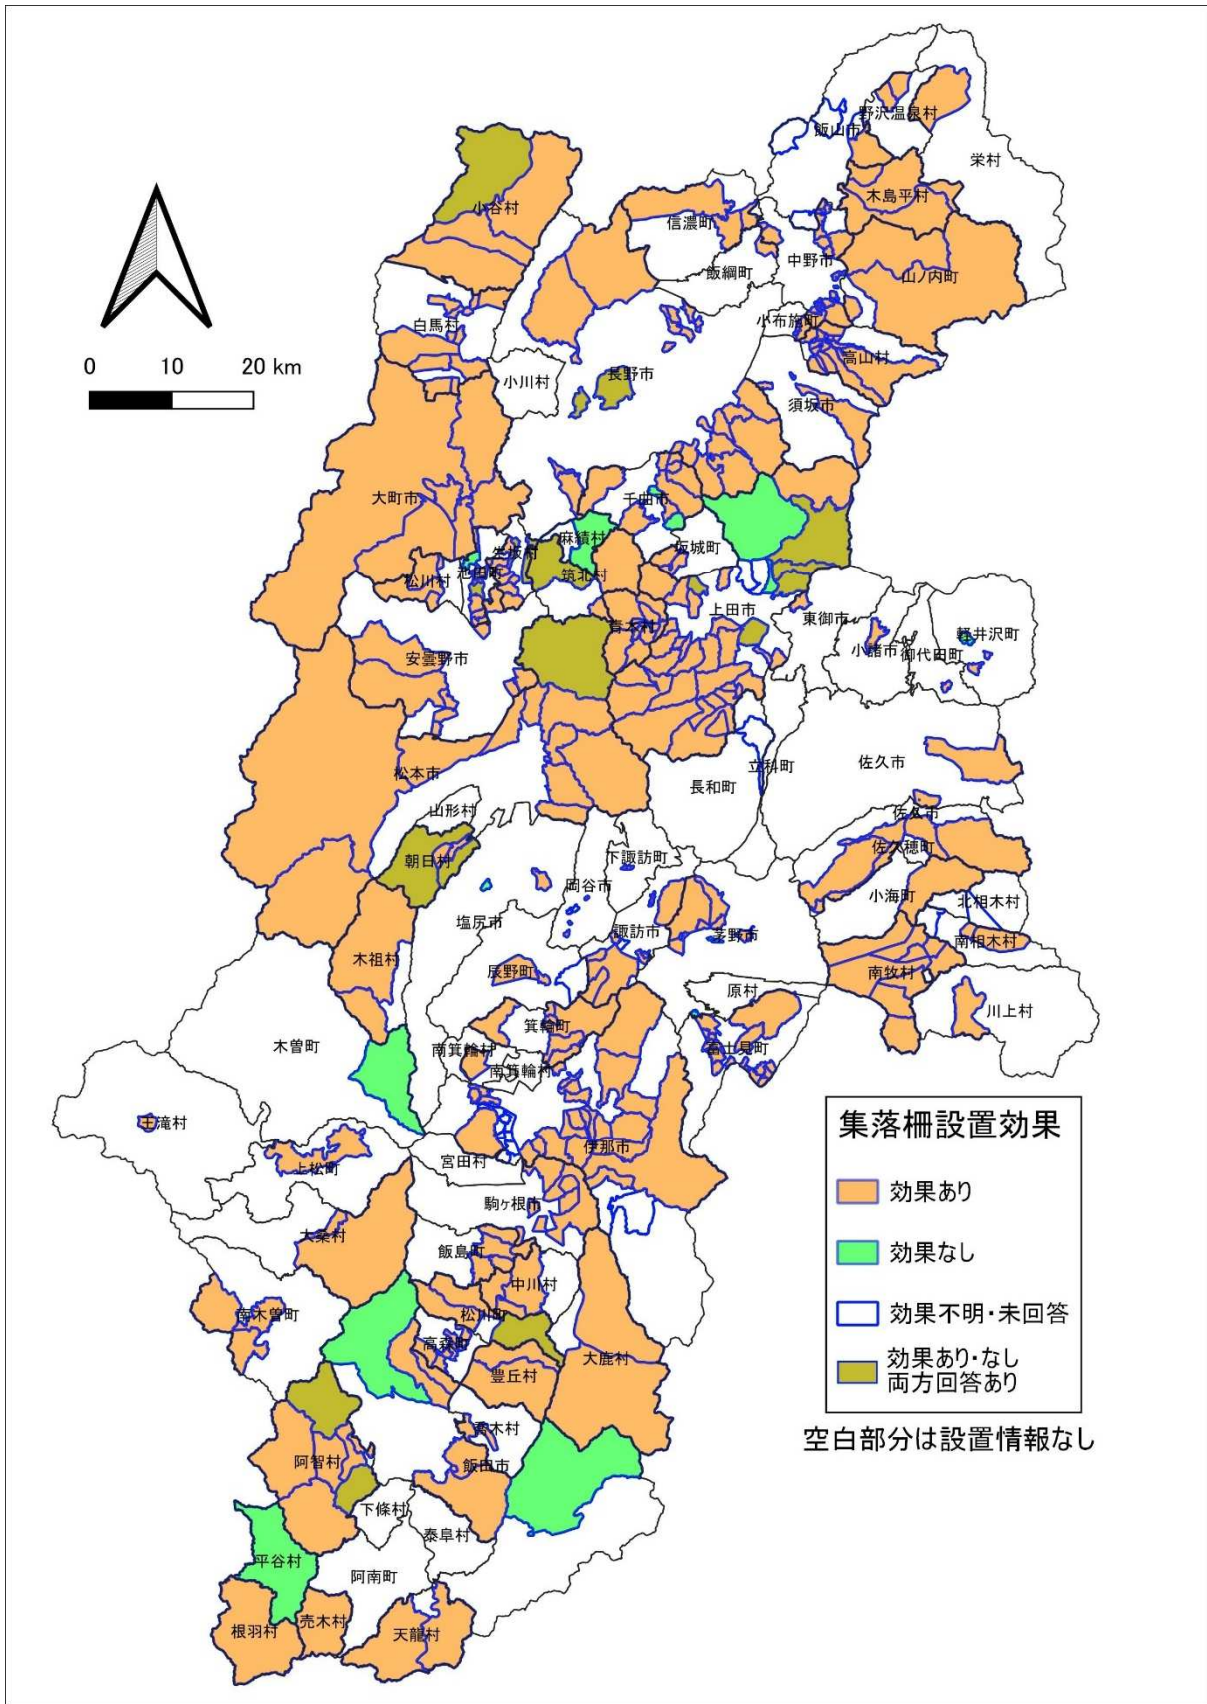 野沢温泉村
飯山市
栄村
木島平村
小谷村
信濃町
飯綱町
中野市
山ノ内町
白馬村
小布施町
高山村
0 10 20 km
小川村
長野市
須坂市
大町市
千曲市
麻績村
坂城町
生坂村
池田町
松川村
筑北村
上田市
東御市
青木村
安曇野市
小諸市
御代田町
軽井沢町
松本市
立科町
佐久市
長和町
山形村
佐久市
朝日村
下諏訪町
佐久穂町
岡谷市
小海町
北相木村
塩尻市
諏訪市
茅野市
南相木村
木祖村
辰野町
南牧村
原村
川上村
箕輪町
木曽町
南箕輪村
富士見町
南箕輪村
王滝村
伊那市
上松町
宮田村
駒ヶ根市
大桑村
飯島町
中川村
南木曽町
松川町
高森町
大鹿村
豊丘村
喬木村
阿智村
飯田市
下條村
泰阜村
平谷村
阿南町
売木村
根羽村
天龍村
集落柵設置効果
効果あり
効果なし
効果不明・未回答
効果あり・なし
両方回答あり
空白部分は設置情報なし